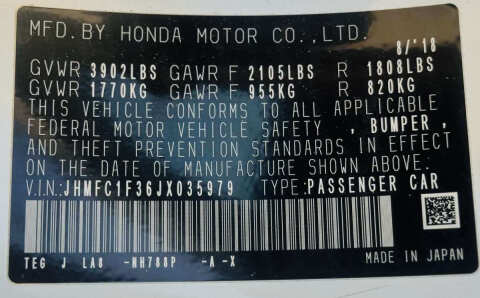 MFD.BY HONDA MOTOR CO.,LTD.
8/'18
GVWR 3902LBS GAWR F 2105LBS R 1808LBS
GVWR 1770KG GAWR F 955KG R 820KG
THIS VEHICLE CONFORMS TO ALL APPLICABLE
FEDERAL MOTOR VEHICLE SAFETY , BUMPER ,
AND THEFT PREVENTION STANDARDS IN EFFECT
ON THE DATE OF MANUFACTURE SHOWN ABOVE.
V.I.N:JHMFC1F36JX035979 TYPE:PASSENGER CAR
TEG J LA8 -NH788P -A-X
MADE IN JAPAN